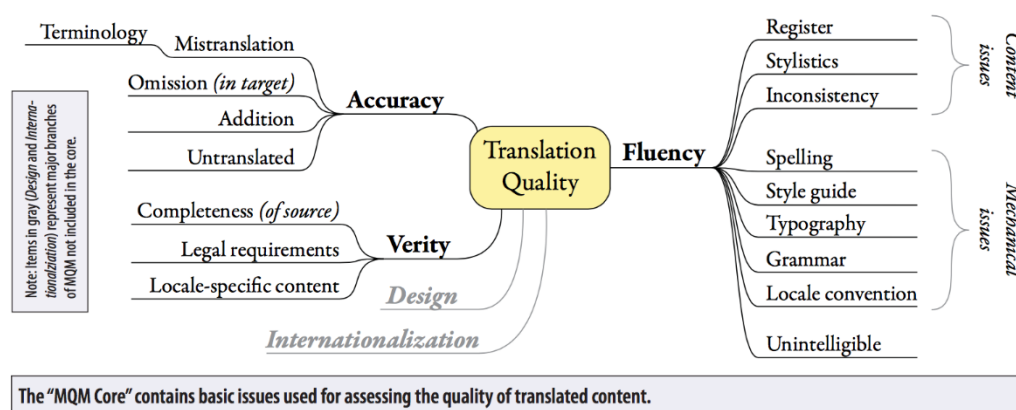 Terminology
Mistranslation
Omission (in target)
Addition
Untranslated
Accuracy
Completeness (of source)
Legal requirements
Locale-specific content
Verity
Design
Internationalization
Translation
Quality
Fluency
Register
Stylistics
Inconsistency
Content
issues
Spelling
Style guide
Typography
Grammar
Locale convention
Mechanical
issues
Unintelligible
Note: Items in gray (Design and Interna-
tionalziation) represent major branches
of MQM not included in the core.
The “MQM Core” contains basic issues used for assessing the quality of translated content.